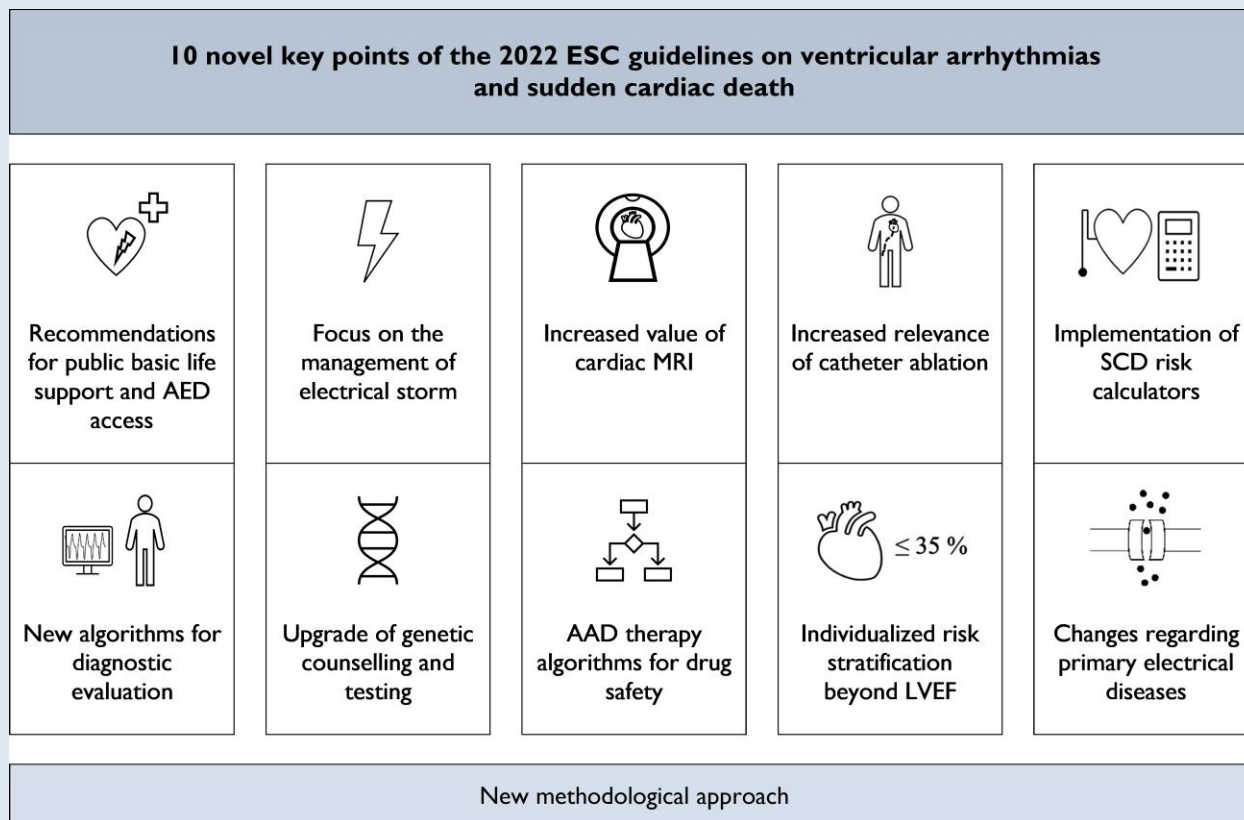 10 novel key points of the 2022 ESC guidelines on ventricular arrhythmias
and sudden cardiac death
Recommendations
for public basic life
support and AED
access
Focus on the
management of
electrical storm
Increased value of
cardiac MRI
Increased relevance
of catheter ablation
Implementation of
SCD risk
calculators
New algorithms for
diagnostic
evaluation
Upgrade of genetic
counselling and
testing
AAD therapy
algorithms for drug
safety
≤ 35 %
Individualized risk
stratification
beyond LVEF
Changes regarding
primary electrical
diseases
New methodological approach